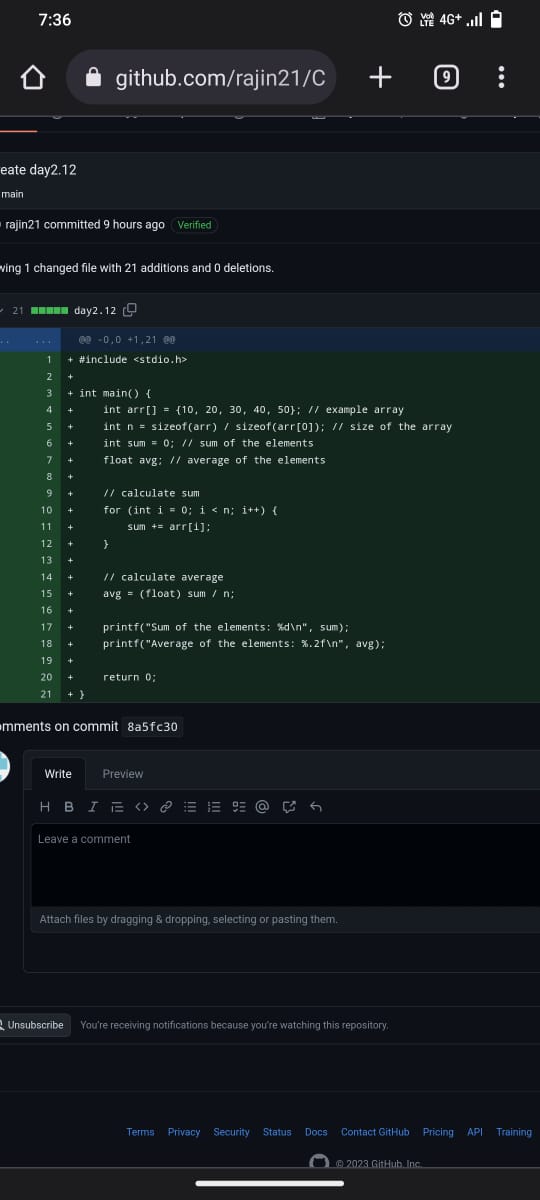 7:36
Vo) LTE 4G+
github.com/rajin21/C
9
eate day2.12
main
rajin21 committed 9 hours ago Verified
wing 1 changed file with 21 additions and 0 deletions.
21 day2.12
... @@ -0,0 +1,21 @@
1 + #include <stdio.h>
2 +
3 + int main() {
4 + int arr[] = {10, 20, 30, 40, 50}; // example array
5 + int n = sizeof(arr) / sizeof(arr[0]); // size of the array
6 + int sum = 0; // sum of the elements
7 + float avg; // average of the elements
8 +
9 + // calculate sum
10 + for (int i = 0; i < n; i++) {
11 + sum += arr[i];
12 + }
13 +
14 + // calculate average
15 + avg = (float) sum / n;
16 +
17 + printf("Sum of the elements: %d\n", sum);
18 + printf("Average of the elements: %.2f\n", avg);
19 +
20 + return 0;
21 + }
omments on commit 8a5fc30
Write Preview
H B I
Leave a comment
Attach files by dragging & dropping, selecting or pasting them.
Unsubscribe You're receiving notifications because you're watching this repository.
Terms Privacy Security Status Docs Contact GitHub Pricing API Training
© 2023 GitHub, Inc.